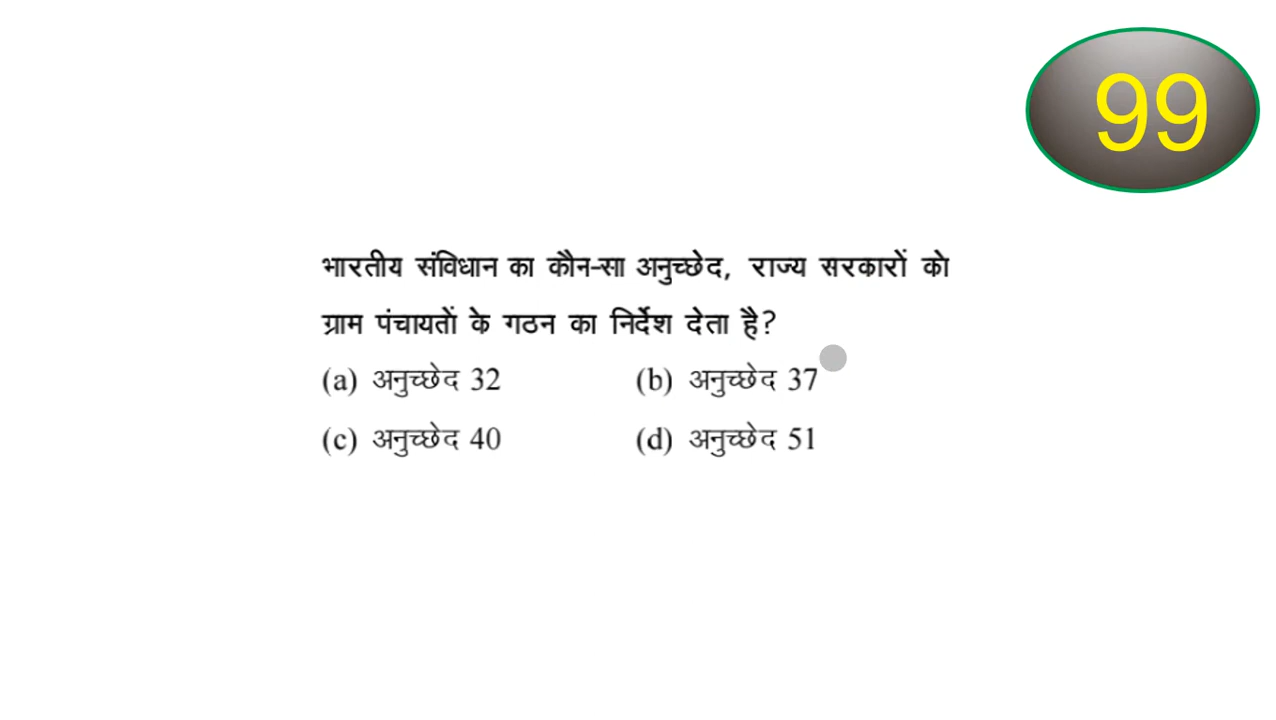 99
भारतीय संविधान का कौन-सा अनुच्छेद, राज्य सरकारों को
ग्राम पंचायतों के गठन का निर्देश देता है?
(a) अनुच्छेद 32 (b) अनुच्छेद 37
(c) अनुच्छेद 40 (d) अनुच्छेद 51